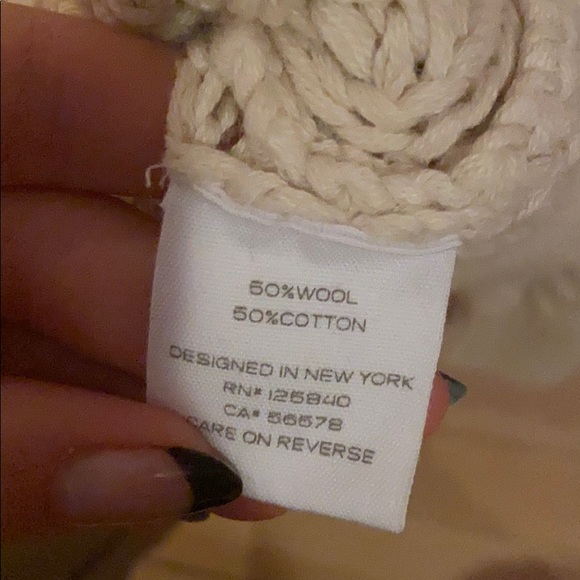 50%WOOL
50%COTTON
DESIGNED IN NEW YORK
RN# 125840
CA# 56578
CARE ON REVERSE